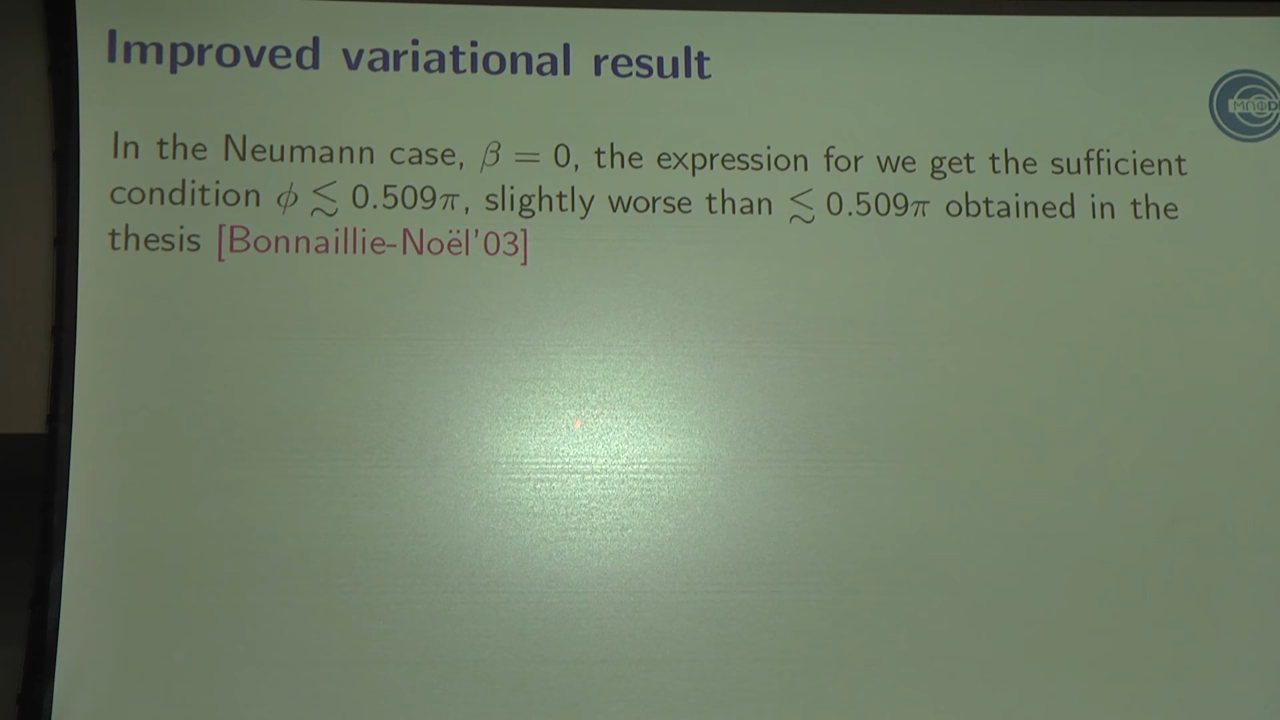 Improved variational result
МЛФD
In the Neumann case, β = 0, the expression for we get the sufficient
condition ϕ ≲ 0.509π, slightly worse than ≲ 0.509π obtained in the
thesis [Bonnaillie-Noël'03]